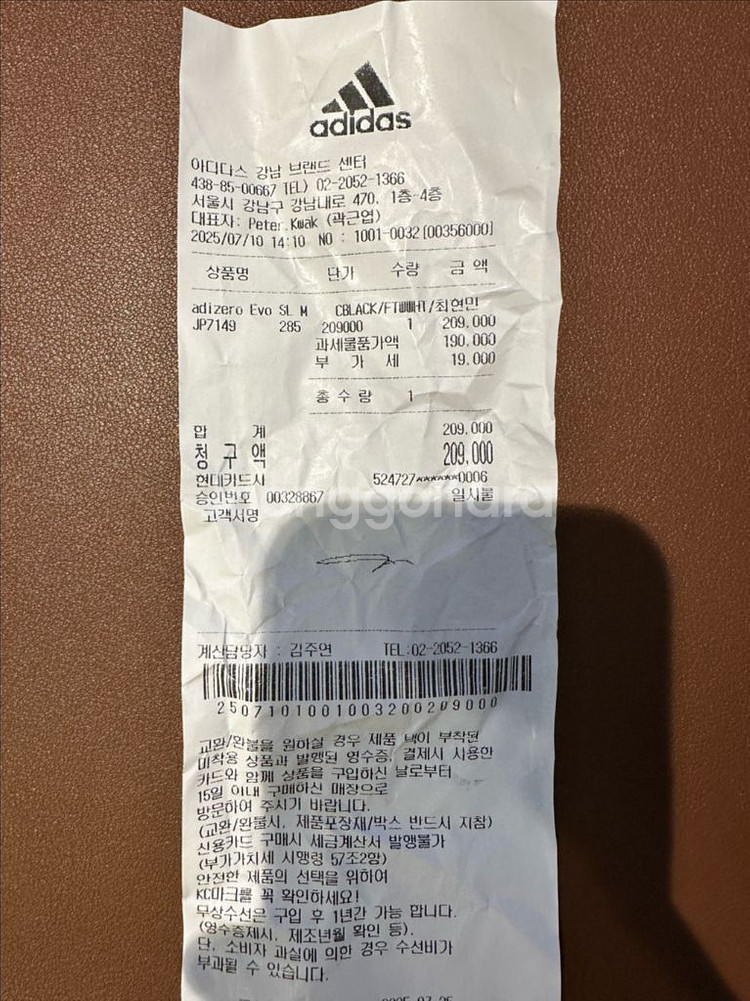 adidas
아디다스 강남 브랜드 센터
438-85-00667 TEL) 02-2052-1366
서울시 강남구 강남대로 470, 1층-4층
대표자: Peter.Kwak (곽근엽)
2025/07/10 14:10 NO : 1001-0032[00356000]
상품명 단가 수량 금 액
adizero Evo SL M CBLACK/FTWWHT/최현민
JP7149 285 209000 1 209,000
과세물품가액 190,000
부 가 세 19,000
총 수 량 1
합 계 209,000
청 구 액 209,000
현대카드사 524727******0006
승인번호 00328867 일시불
고객서명
계산담당자 : 김주연 TEL:02-2052-1366
2507101001003200209000
교환/환불을 원하실 경우 제품 택이 부착된
미착용 상품과 발행된 영수증, 결제시 사용한
카드와 함께 상품을 구입하신 날로부터
15일 이내 구매하신 매장으로
방문하여 주시기 바랍니다.
(교환/환불시, 제품포장재/박스 반드시 지참)
신용카드 구매시 세금계산서 발행불가
(부가가치세 시행령 57조2항)
안전한 제품의 선택을 위하여
KC마크를 꼭 확인하세요!
무상수선은 구입 후 1년간 가능 합니다.
(영수증제시, 제조년월 확인 등).
단, 소비자 과실에 의한 경우 수선비가
부과될 수 있습니다.